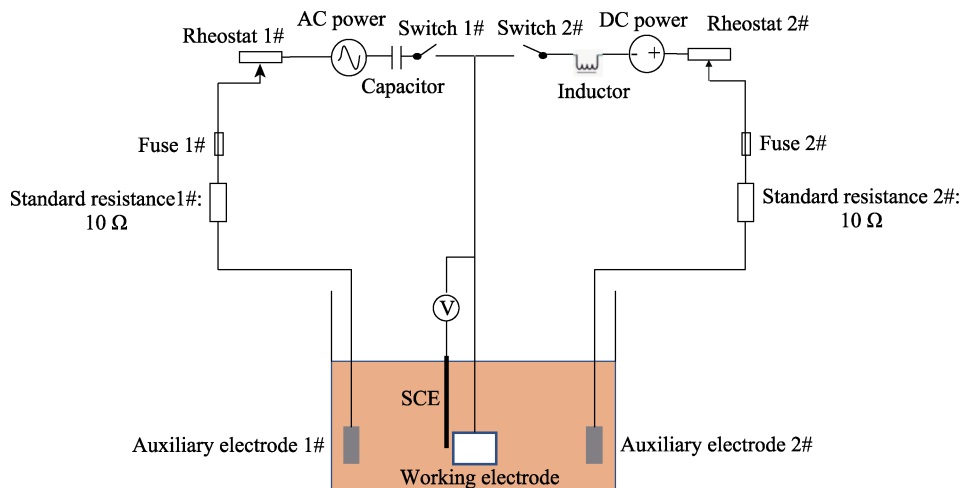 AC power
Switch 1#
Switch 2#
DC power
Rheostat 1#
Rheostat 2#
Capacitor
Inductor
- +
Fuse 1#
Fuse 2#
Standard resistance1#:
10 Ω
Standard resistance 2#:
10 Ω
V
SCE
Auxiliary electrode 1#
Auxiliary electrode 2#
Working electrode